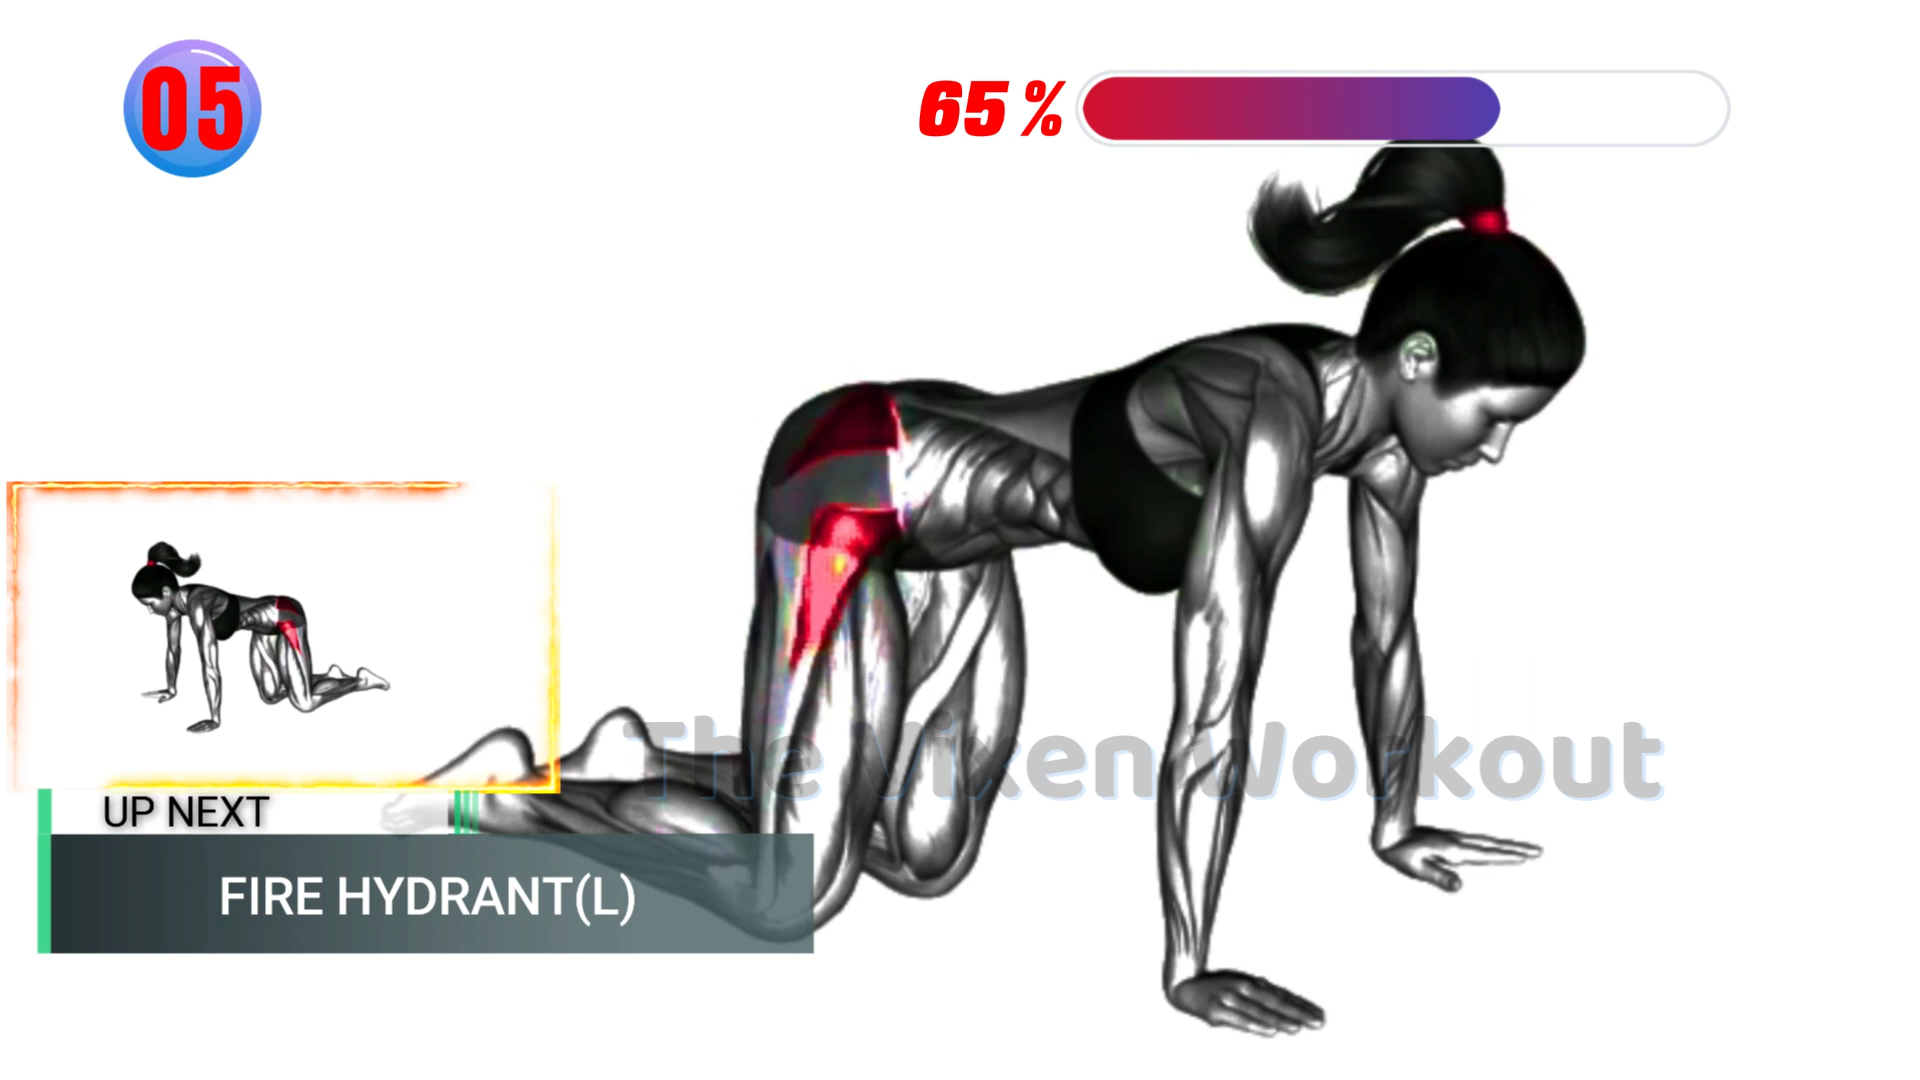 05
65%
The Vixen Workout
UP NEXT
FIRE HYDRANT(L)